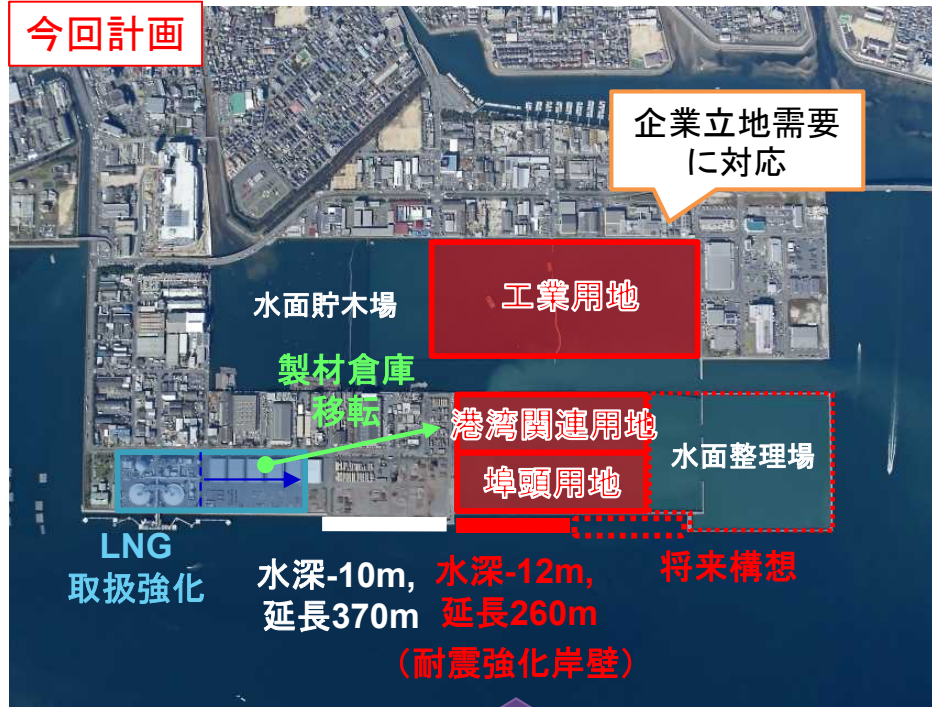 今回計画
企業立地需要
に対応
工業用地
水面貯木場
製材倉庫
移転
港湾関連用地
水面整理場
埠頭用地
LNG
取扱強化
水深-10m,
延長370m
水深-12m,
延長260m
（耐震強化岸壁）
将来構想